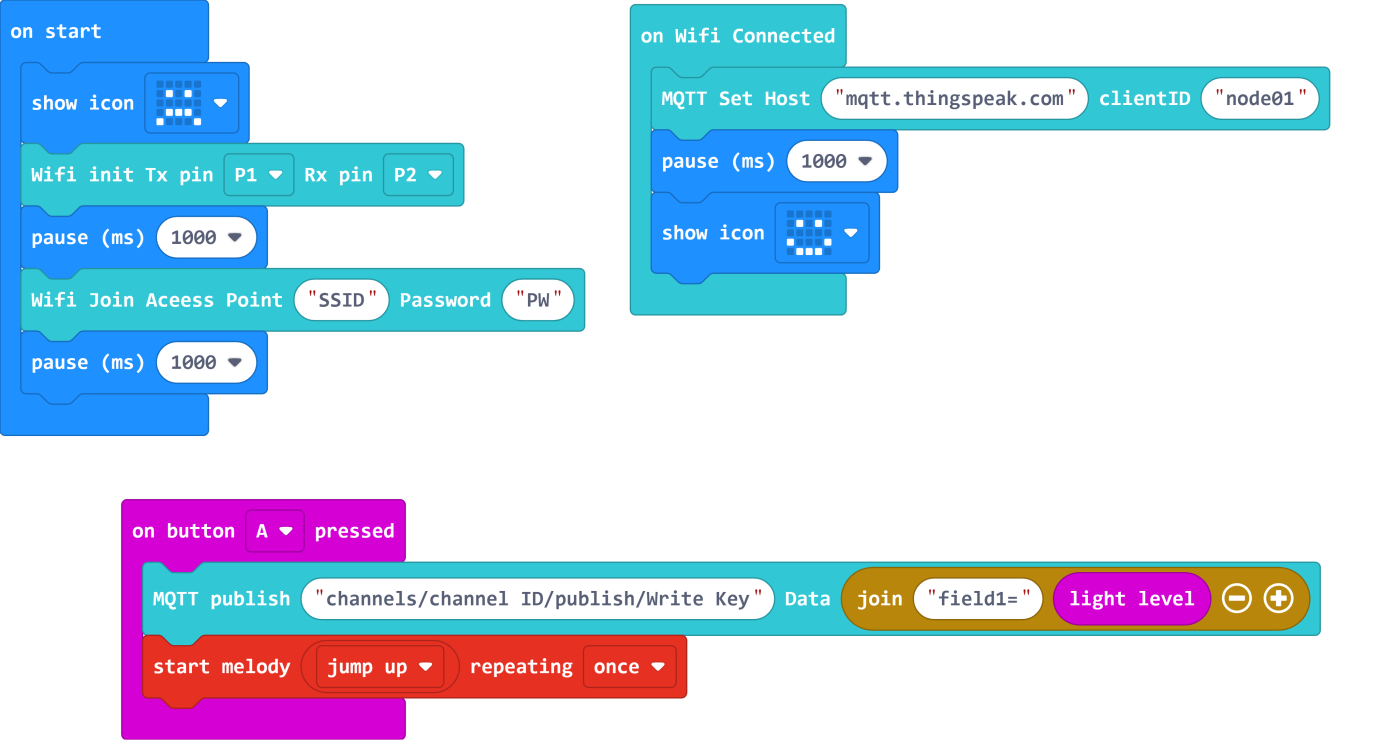 on start
show icon
Wifi init Tx pin P1 Rx pin P2
pause (ms) 1000
Wifi Join Aceess Point "SSID" Password "PW"
pause (ms) 1000
on Wifi Connected
MQTT Set Host "mqtt.thingspeak.com" clientID "node01"
pause (ms) 1000
show icon
on button A pressed
MQTT publish "channels/channel ID/publish/Write Key" Data join "field1=" light level
start melody jump up repeating once